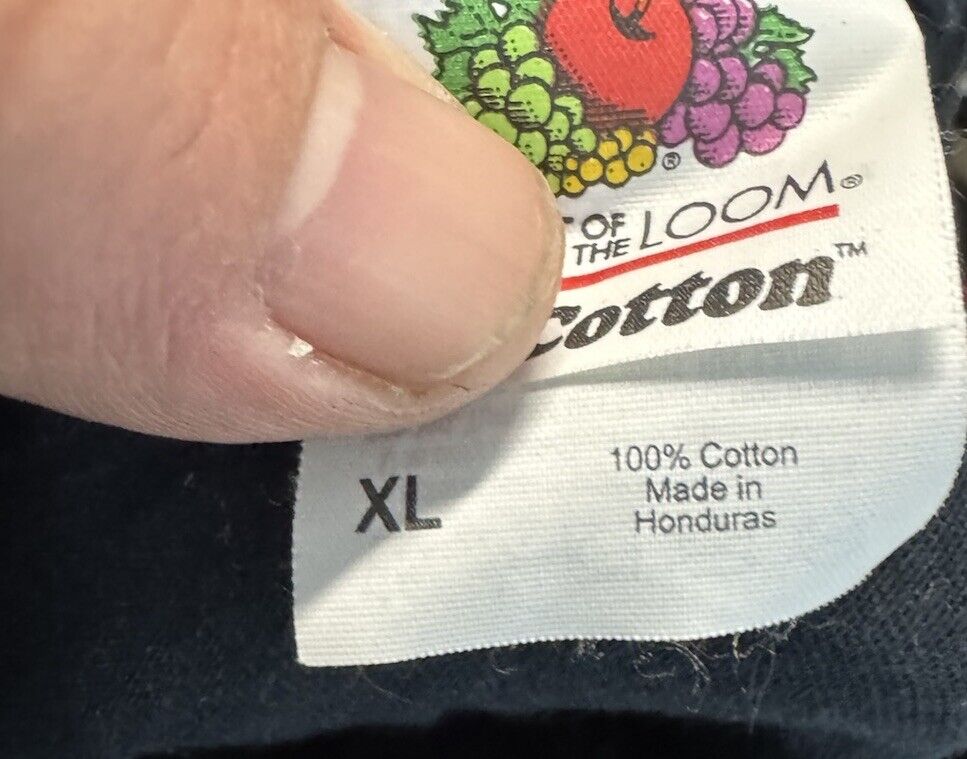 ®
OF
THE LOOM®
Cotton™
XL
100% Cotton
Made in
Honduras